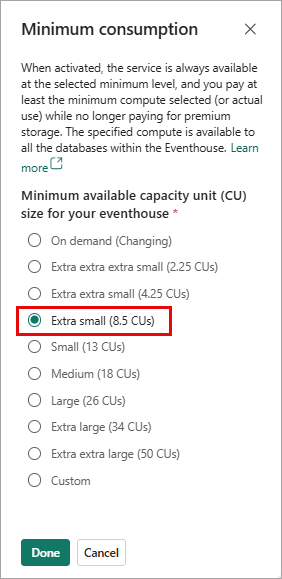 Minimum consumption
When activated, the service is always available
at the selected minimum level, and you pay at
least the minimum compute selected (or actual
use) while no longer paying for premium
storage. The specified compute is available to
all the databases within the Eventhouse. Learn
more
Minimum available capacity unit (CU)
size for your eventhouse *
On demand (Changing)
Extra extra extra small (2.25 CUs)
Extra extra small (4.25 CUs)
Extra small (8.5 CUs)
Small (13 CUs)
Medium (18 CUs)
Large (26 CUs)
Extra large (34 CUs)
Extra extra large (50 CUs)
Custom
Done Cancel